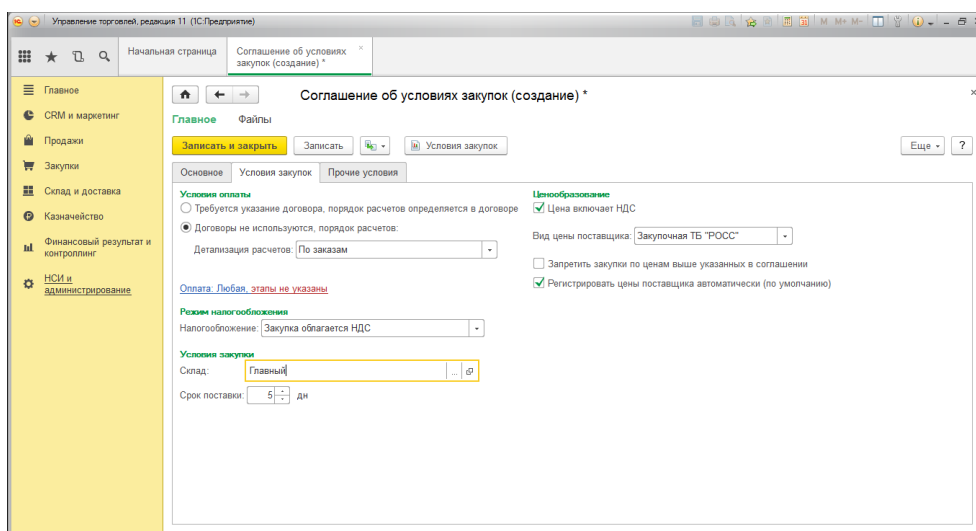 Управление торговлей, редакция 11 (1С:Предприятие)
M M+ M-
Начальная страница
Соглашение об условиях
закупок (создание) *
Главное
CRM и маркетинг
Продажи
Закупки
Склад и доставка
Казначейство
Финансовый результат и
контроллинг
НСИ и
администрирование
Соглашение об условиях закупок (создание) *
Главное Файлы
Записать и закрыть Записать Условия закупок Еще ?
Основное Условия закупок Прочие условия
Условия оплаты
Требуется указание договора, порядок расчетов определяется в договоре
Договоры не используются, порядок расчетов:
Детализация расчетов: По заказам
Оплата: Любая, этапы не указаны
Режим налогообложения
Налогообложение: Закупка облагается НДС
Условия закупки
Склад: Главный ...
Срок поставки: 5 дн
Ценообразование
Цена включает НДС
Вид цены поставщика: Закупочная ТБ "РОСС"
Запретить закупки по ценам выше указанных в соглашении
Регистрировать цены поставщика автоматически (по умолчанию)